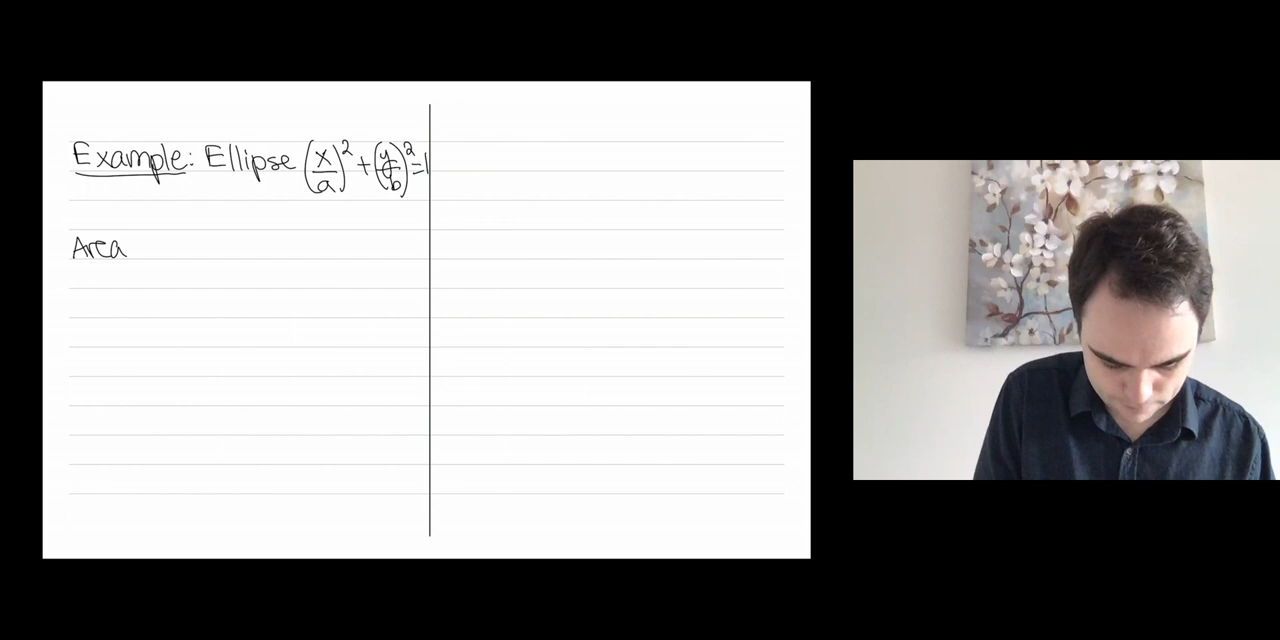 Example: Ellipse (x/a)² + (y/b)² = 1
Area